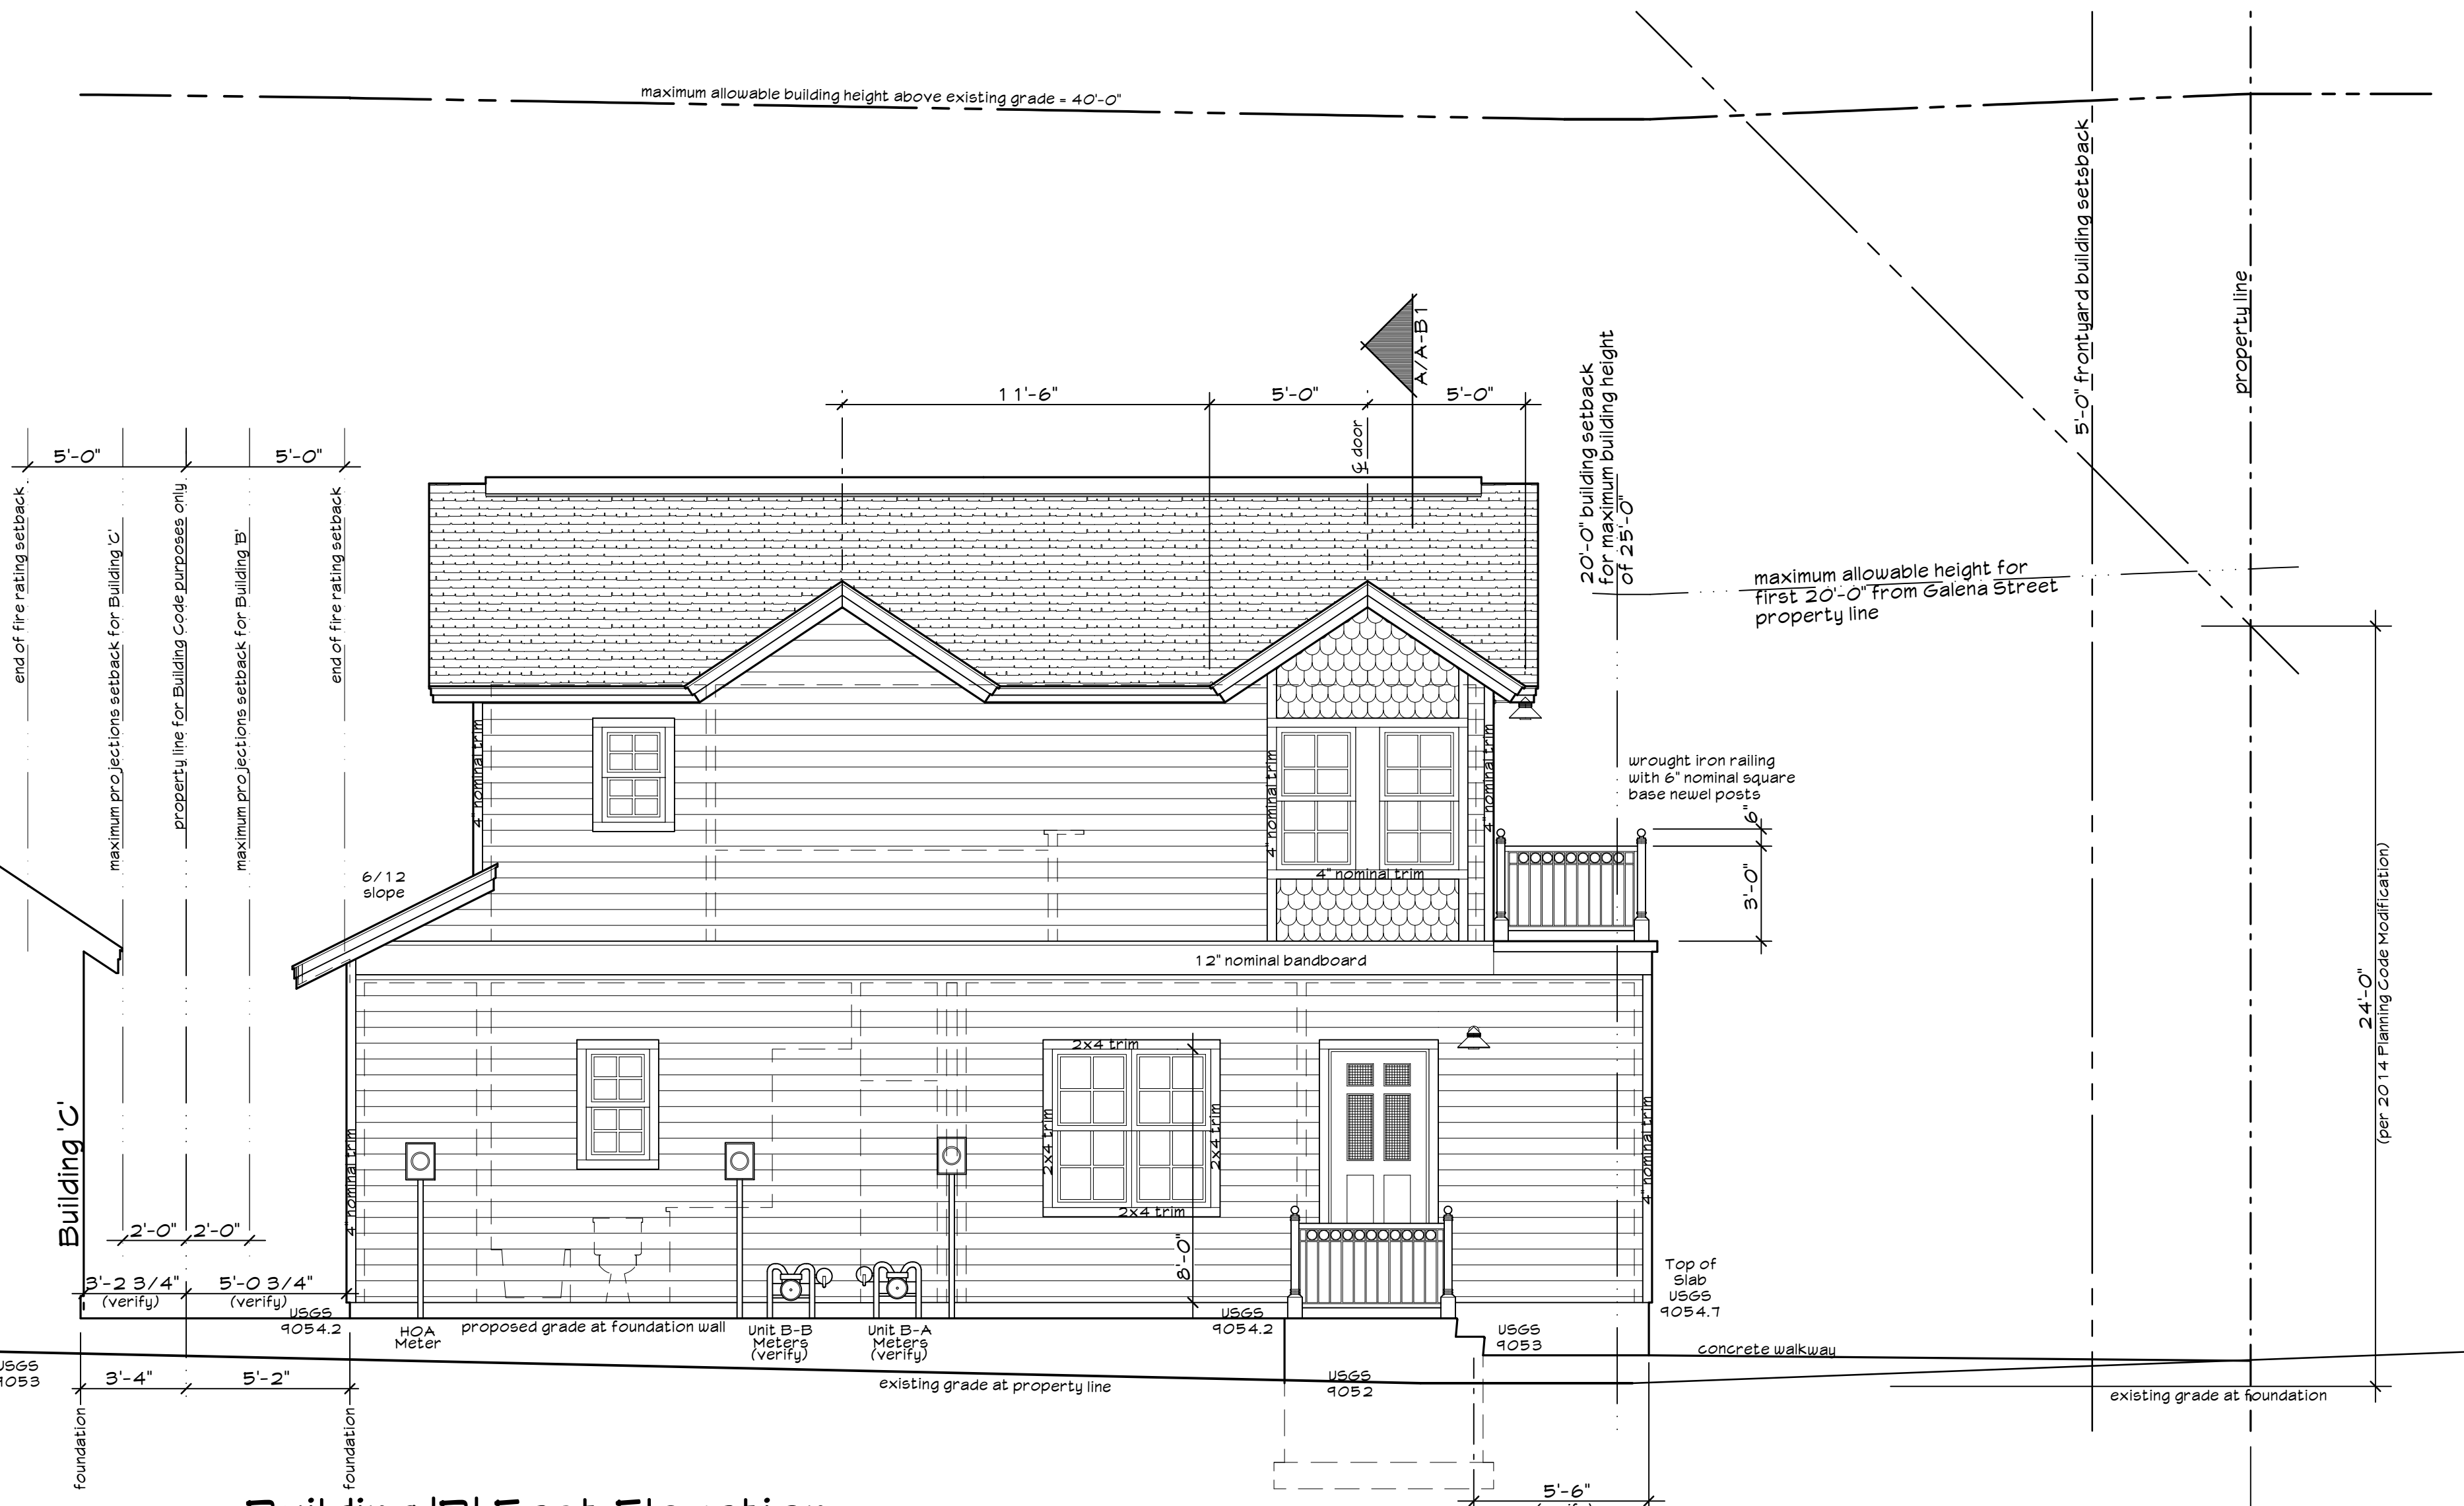 maximum allowable building height above existing grade = 40'-0"
5'-0" frontyard building setsback
property line
A/A-B1
11'-6"
5'-0"
5'-0"
℄ door
20'-0" building setback
for maximum building height
of 25'-0"
5'-0"
5'-0"
end of fire rating setback
maximum projections setback for Building 'C'
property line for Building Code purposes only
maximum projections setback for Building 'B'
end of fire rating setback
maximum allowable height for
first 20'-0" from Galena Street
property line
4" nominal trim
4" nominal trim
4" nominal trim
4" nominal trim
wrought iron railing
with 6" nominal square
base newel posts
6"
3'-0"
6/12
slope
12" nominal bandboard
24'-0"
(per 2014 Planning Code Modification)
Building 'C'
4" nominal trim
2x4 trim
2x4 trim
2x4 trim
2x4 trim
8'-0"
4" nominal trim
2'-0"
2'-0"
3'-2 3/4"
(verify)
5'-0 3/4"
(verify)
USGS
9054.2
HOA
Meter
proposed grade at foundation wall
Unit B-B
Meters
(verify)
Unit B-A
Meters
(verify)
USGS
9054.2
Top of
Slab
USGS
9054.7
USGS
9053
concrete walkway
USGS
9053
3'-4"
5'-2"
existing grade at property line
USGS
9052
existing grade at foundation
foundation
foundation
5'-6"